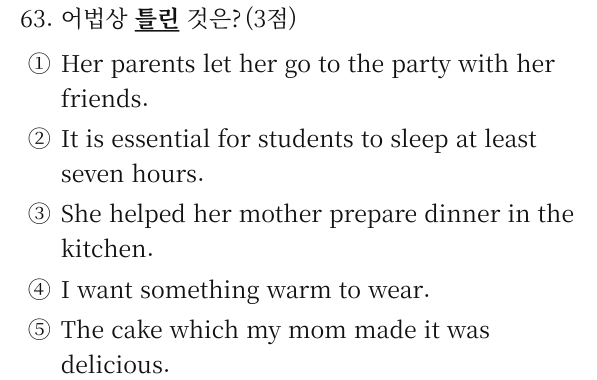 63. 어법상 틀린 것은?(3점)
① Her parents let her go to the party with her
friends.
② It is essential for students to sleep at least
seven hours.
③ She helped her mother prepare dinner in the
kitchen.
④ I want something warm to wear.
⑤ The cake which my mom made it was
delicious.